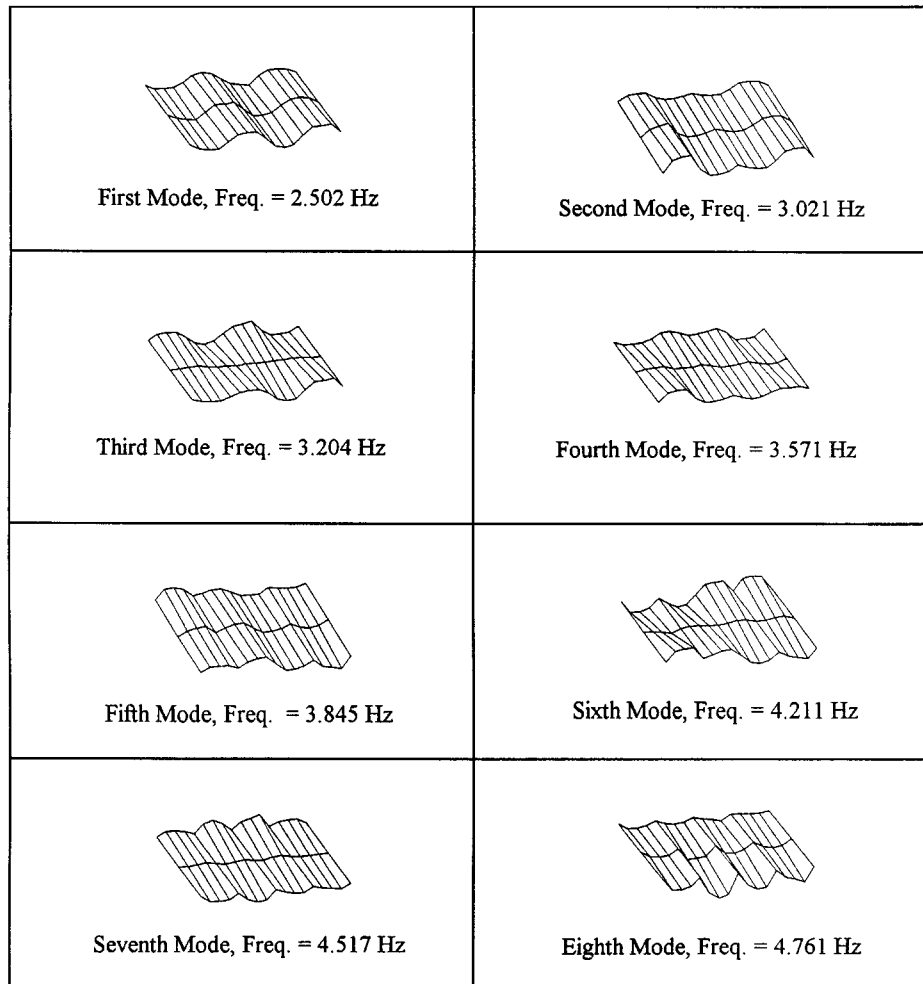 First Mode, Freq. = 2.502 Hz
Second Mode, Freq. = 3.021 Hz
Third Mode, Freq. = 3.204 Hz
Fourth Mode, Freq. = 3.571 Hz
Fifth Mode, Freq. = 3.845 Hz
Sixth Mode, Freq. = 4.211 Hz
Seventh Mode, Freq. = 4.517 Hz
Eighth Mode, Freq. = 4.761 Hz